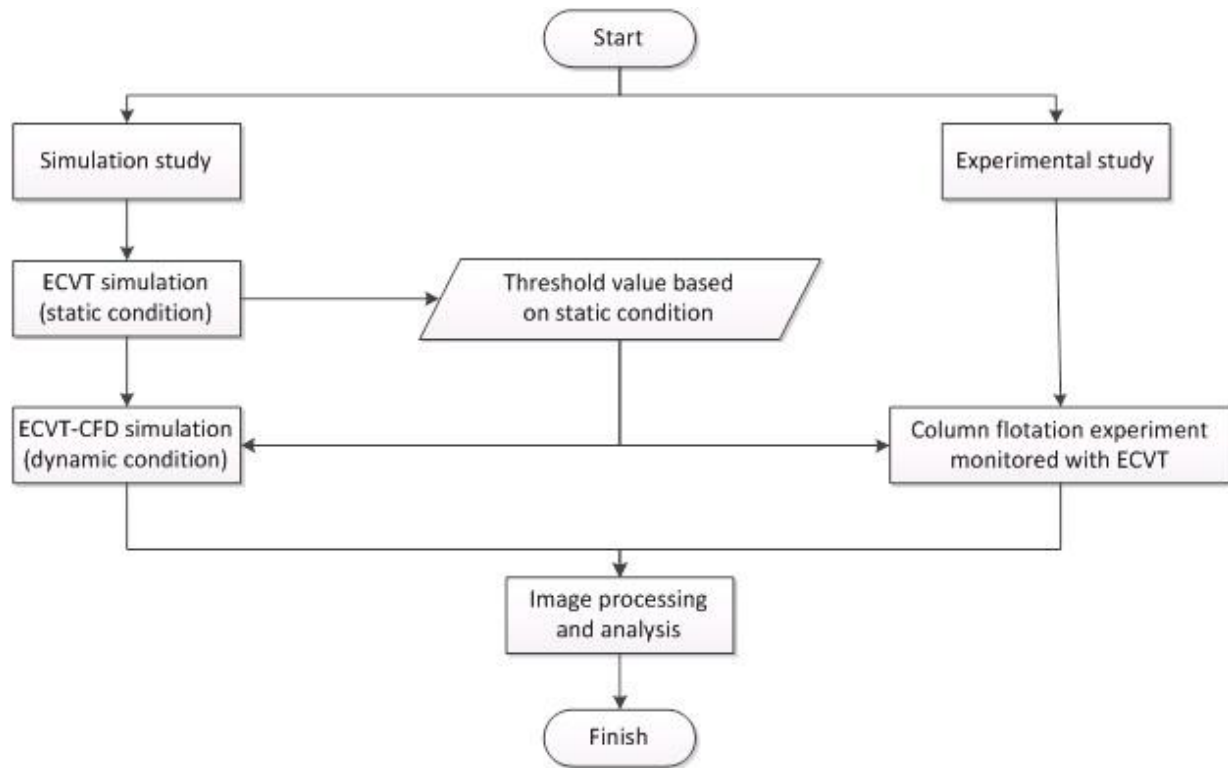 Start
Simulation study
Experimental study
ECVT simulation
(static condition)
Threshold value based
on static condition
ECVT-CFD simulation
(dynamic condition)
Column flotation experiment
monitored with ECVT
Image processing
and analysis
Finish